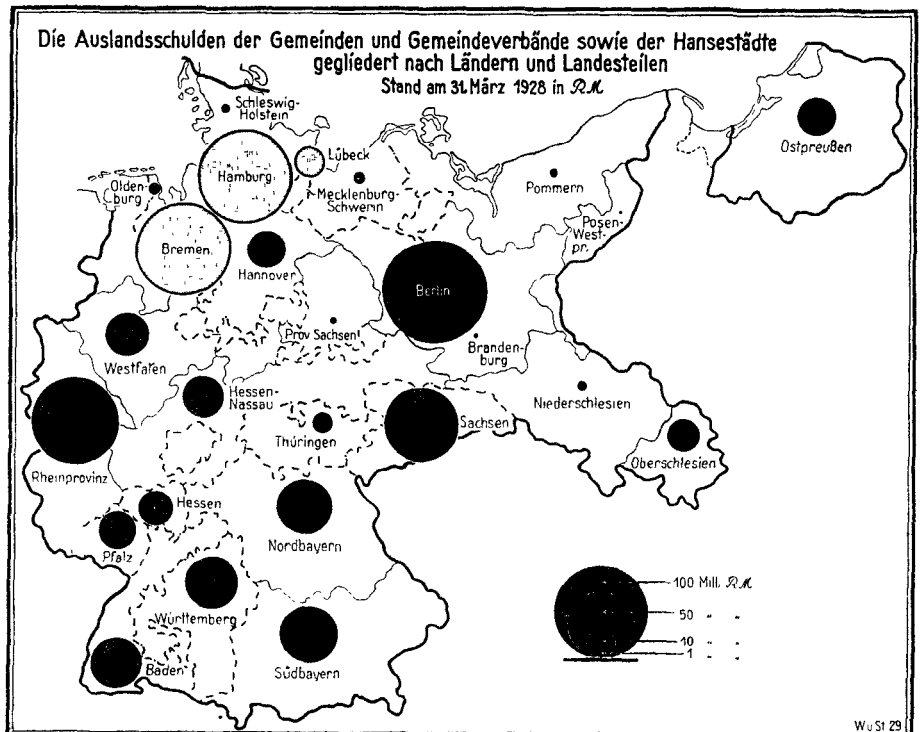 Die Auslandsschulden der Gemeinden und Gemeindeverbände sowie der Hansestädte
gegliedert nach Ländern und Landesteilen
Stand am 31. März 1928 in RM
Schleswig-
Holstein
Ostpreußen
Lübeck
Hamburg
Olden-
burg
Mecklenburg-
Schwerin
Pommern
Posen-
West-
pr.
Bremen
Hannover
Berlin
Prov Sachsen
Branden-
burg
Westfalen
Hessen-
Nassau
Niederschlesien
Thüringen
Sachsen
Oberschlesien
Rheinprovinz
Hessen
Pfalz
Nordbayern
Württemberg
Baden
Südbayern
100 Mill. RM
50 " "
10 " "
1 " "
W u St 29